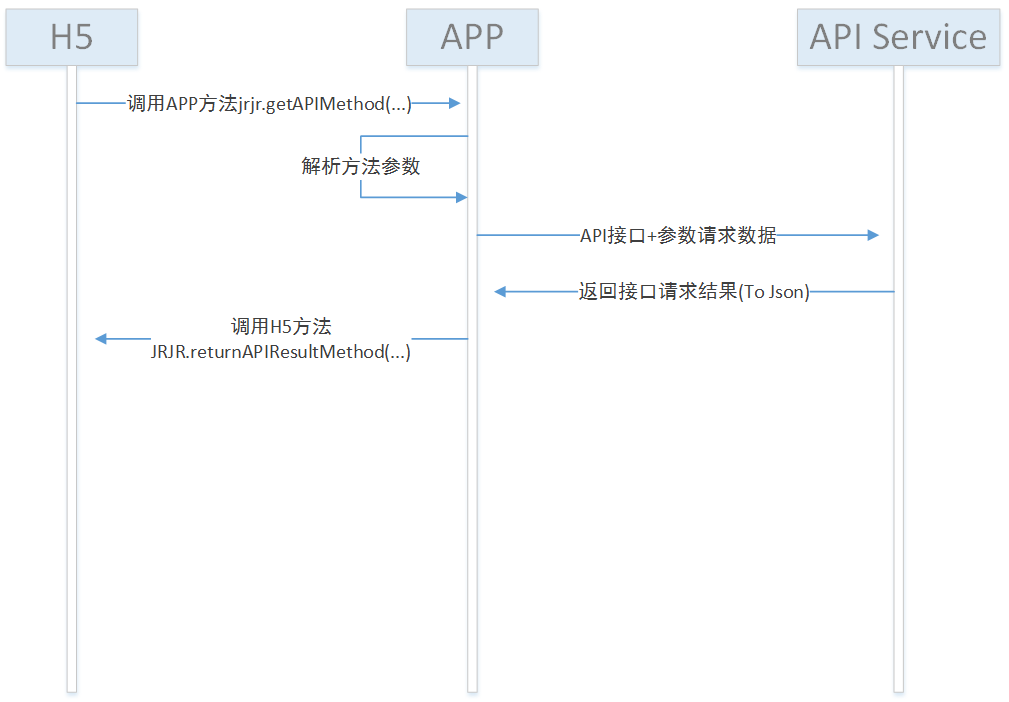 H5
APP
API Service
调用APP方法jrjr.getAPIMethod(...)
解析方法参数
API接口+参数请求数据
返回接口请求结果(To Json)
调用H5方法
JRJR.returnAPIResultMethod(...)